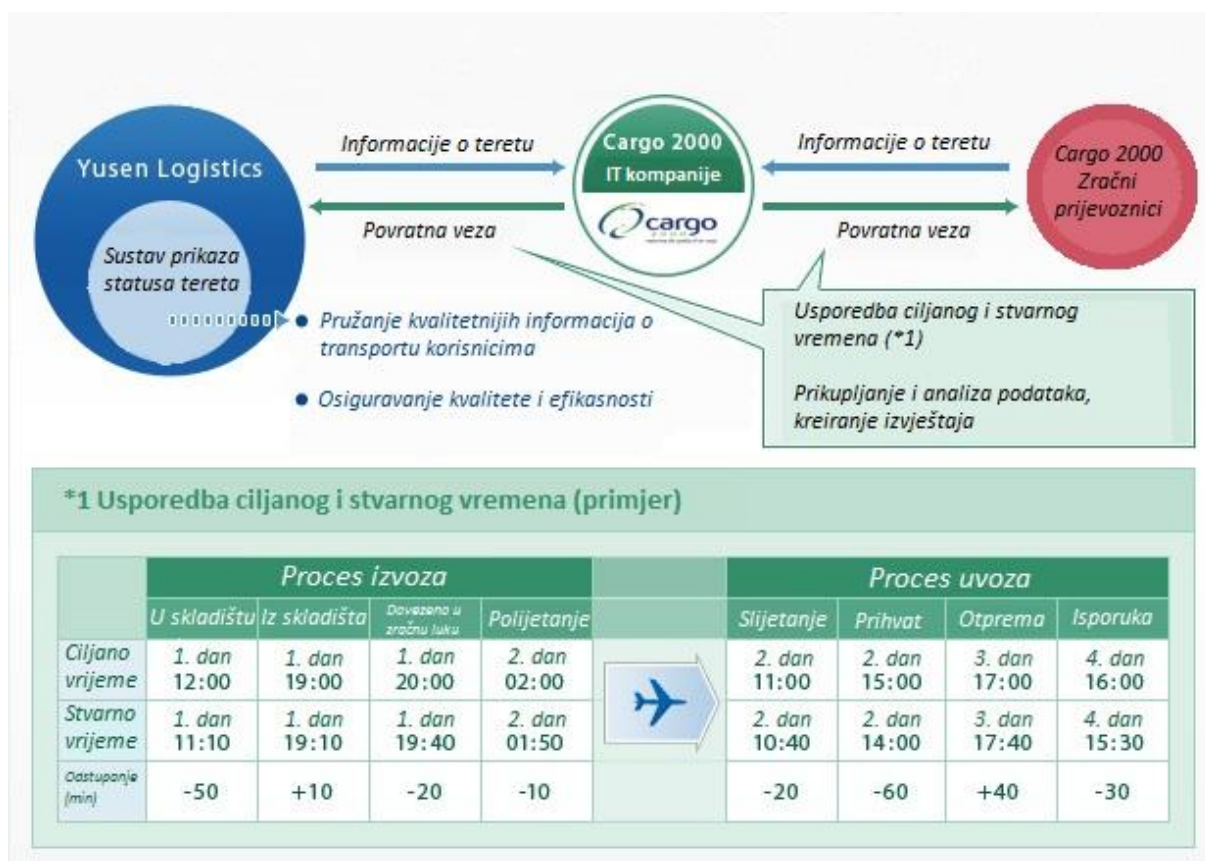 Yusen Logistics
Sustav prikaza
statusa tereta
Informacije o teretu
Povratna veza
Cargo 2000
IT kompanije
cargo
Informacije o teretu
Povratna veza
Cargo 2000
Zračni
prijevoznici
Pružanje kvalitetnijih informacija o
transportu korisnicima
Osiguravanje kvalitete i efikasnosti
Usporedba ciljanog i stvarnog
vremena (*1)
Prikupljanje i analiza podataka,
kreiranje izvještaja
*1 Usporedba ciljanog i stvarnog vremena (primjer)
Proces izvoza Proces uvoza
U skladištu Iz skladišta Dovezeno u zračnu luku Polijetanje Slijetanje Prihvat Otprema Isporuka
Ciljano 1. dan 1. dan 1. dan 2. dan 2. dan 2. dan 3. dan 4. dan
vrijeme 12:00 19:00 20:00 02:00 11:00 15:00 17:00 16:00
Stvarno 1. dan 1. dan 1. dan 2. dan 2. dan 2. dan 3. dan 4. dan
vrijeme 11:10 19:10 19:40 01:50 10:40 14:00 17:40 15:30
Odstupanje
(min) -50 +10 -20 -10 -20 -60 +40 -30